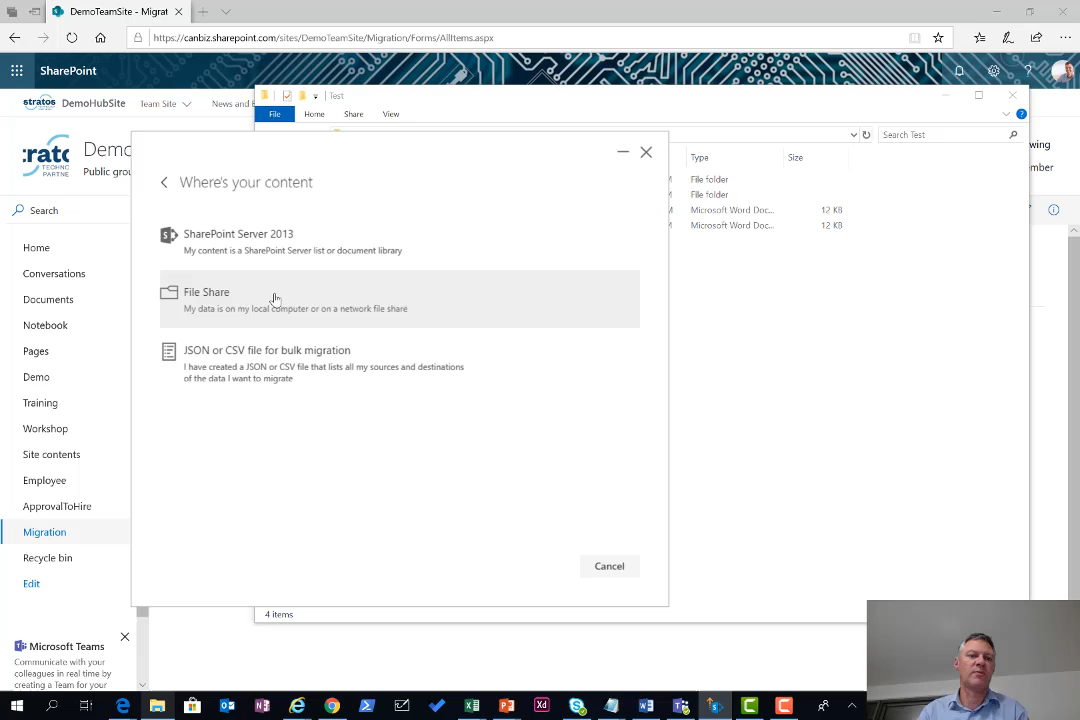 DemoTeamSite - Migrat
https://canbiz.sharepoint.com/sites/DemoTeamSite/Migration/Forms/AllItems.aspx
SharePoint
stratos DemoHubSite Team Site News and
Test
File Home Share View
Search Test
Demo
Public grou
Search
Home
Conversations
Documents
Notebook
Pages
Demo
Training
Workshop
Site contents
Employee
ApprovalToHire
Migration
Recycle bin
Edit
Microsoft Teams
Communicate with your
colleagues in real time by
creating a Team for your
Where's your content
SharePoint Server 2013
My content is a SharePoint Server list or document library
File Share
My data is on my local computer or on a network file share
JSON or CSV file for bulk migration
I have created a JSON or CSV file that lists all my sources and destinations
of the data I want to migrate
Cancel
Type Size
File folder
File folder
Microsoft Word Doc... 12 KB
Microsoft Word Doc... 12 KB
4 items